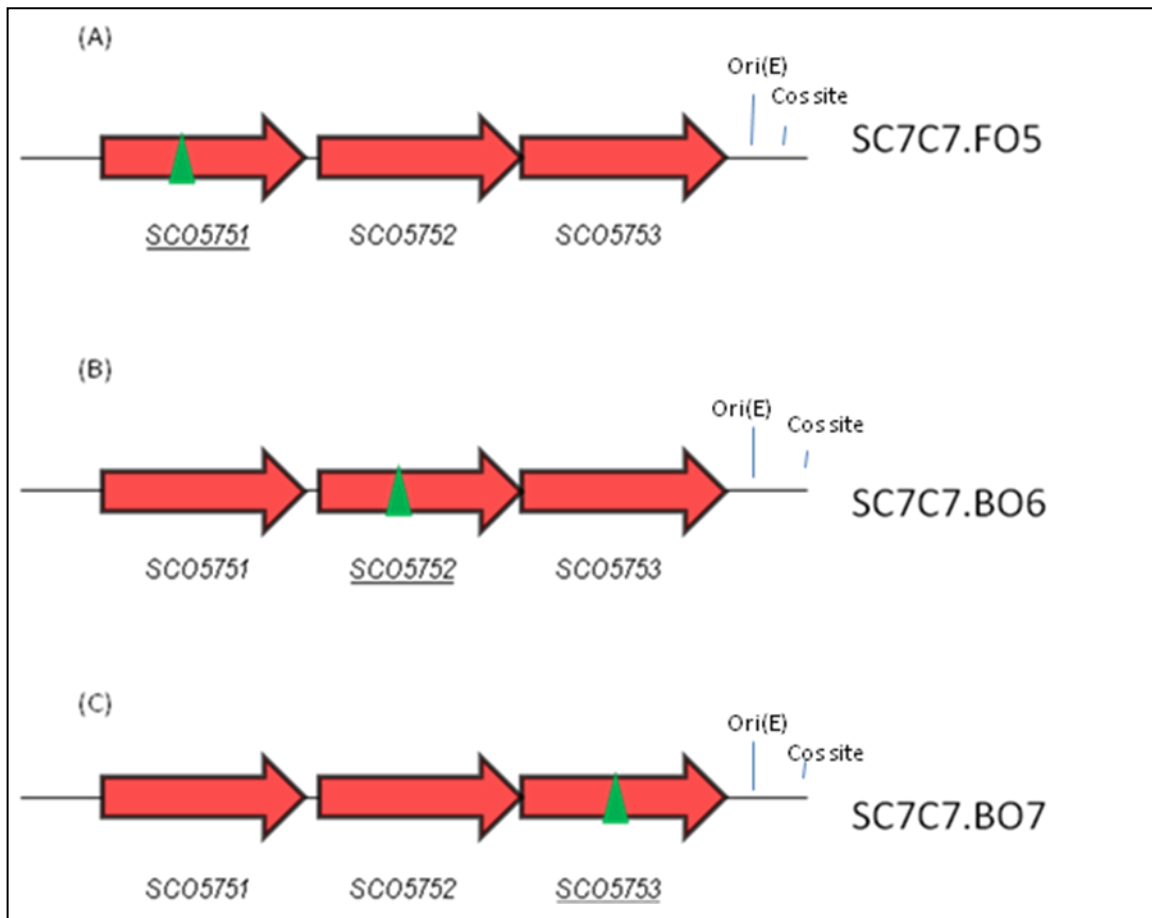 (A)
Ori(E)
Cos site
SC7C7.FO5
SCO5751 SCO5752 SCO5753
(B)
Ori(E)
Cos site
SC7C7.BO6
SCO5751 SCO5752 SCO5753
(C)
Ori(E)
Cos site
SC7C7.BO7
SCO5751 SCO5752 SCO5753